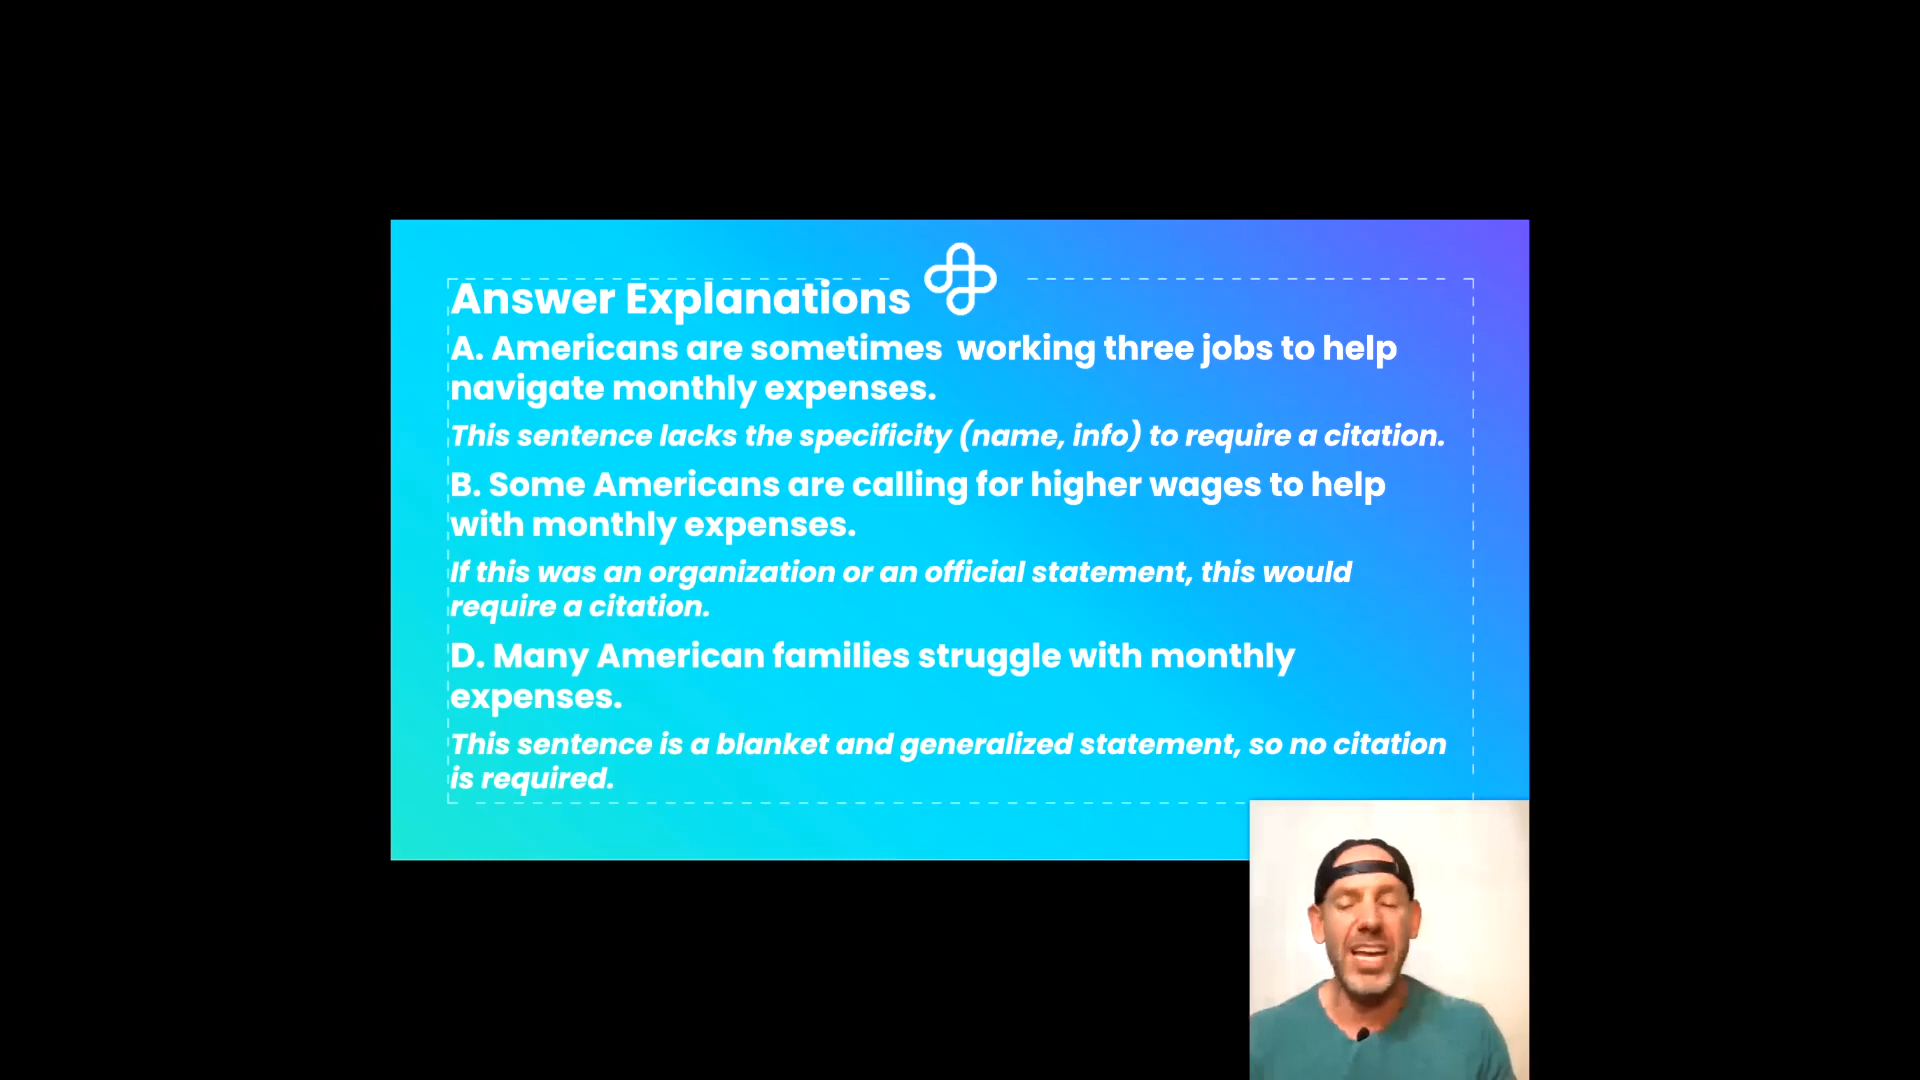 Answer Explanations
A. Americans are sometimes  working three jobs to help
navigate monthly expenses.
This sentence lacks the specificity (name, info) to require a citation.
B. Some Americans are calling for higher wages to help
with monthly expenses.
If this was an organization or an official statement, this would
require a citation.
D. Many American families struggle with monthly
expenses.
This sentence is a blanket and generalized statement, so no citation
is required.